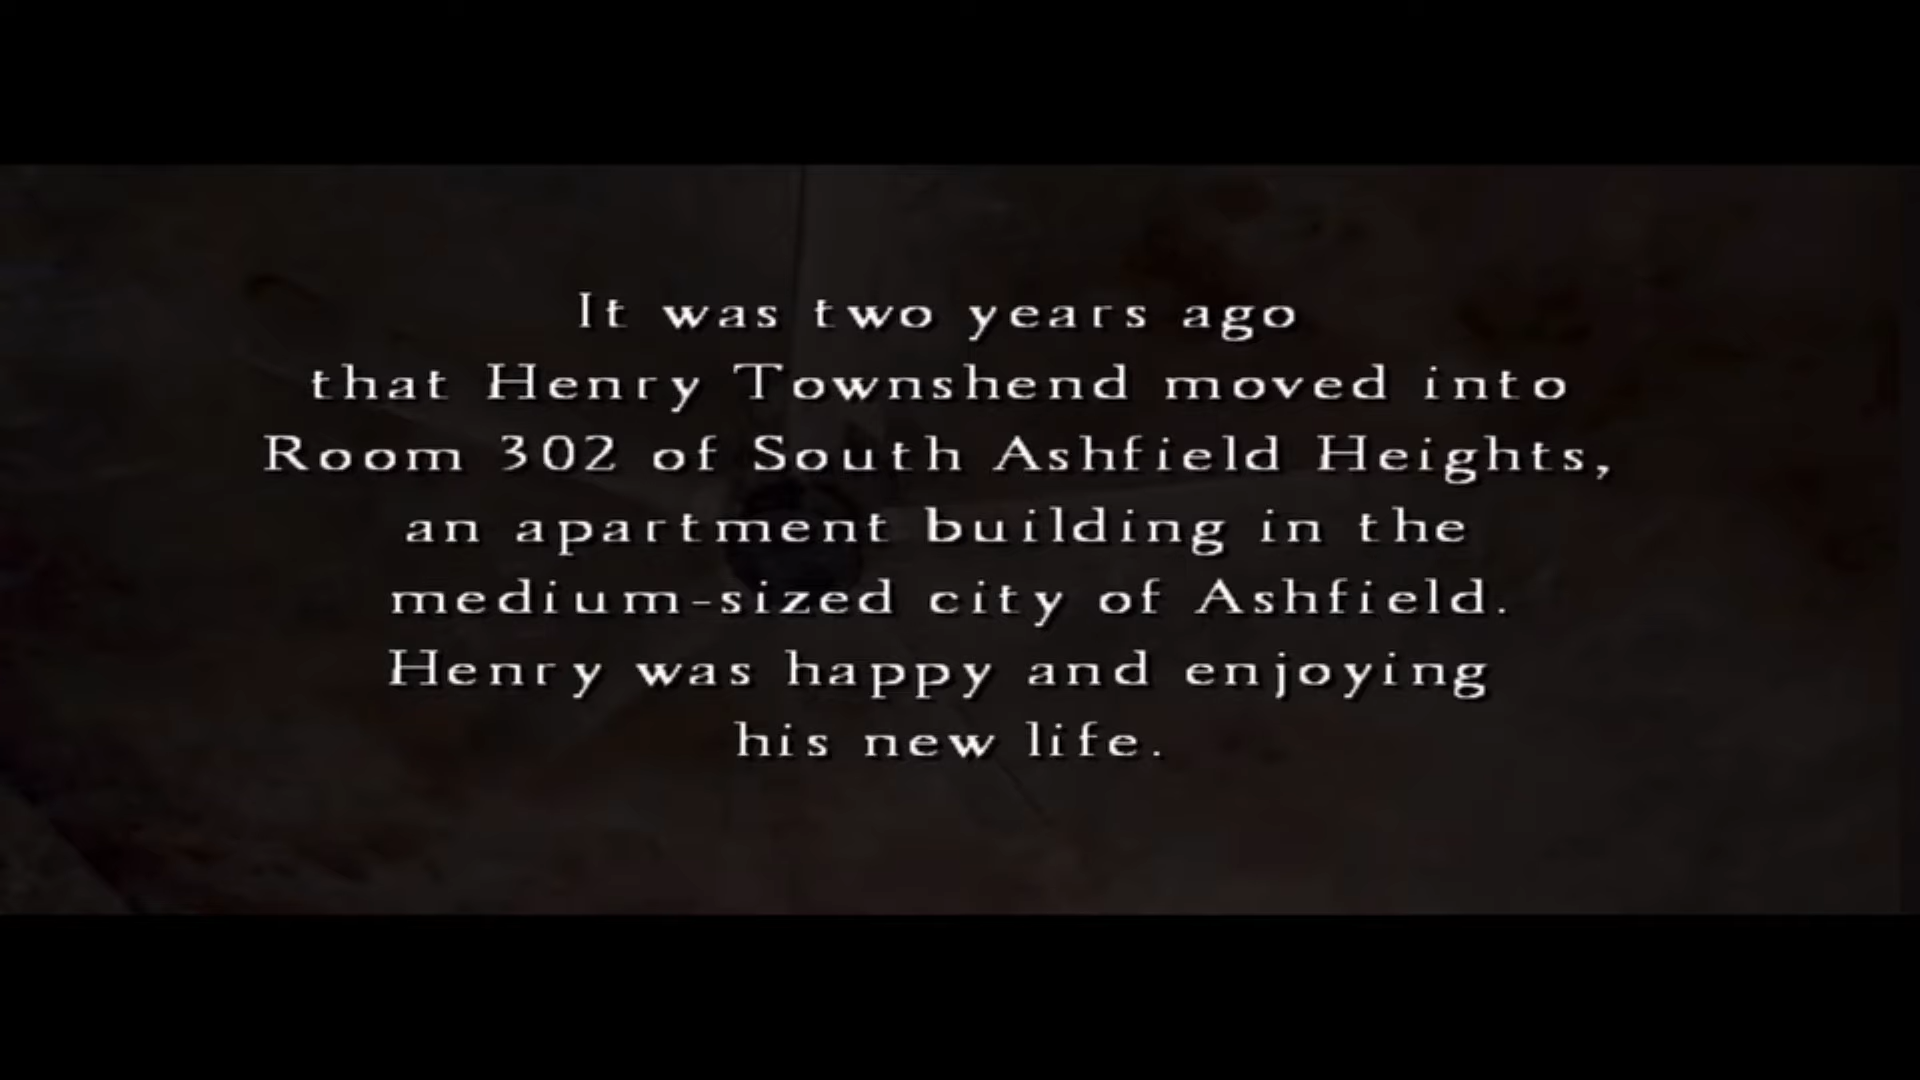 It was two years ago
that Henry Townshend moved into
Room 302 of South Ashfield Heights,
an apartment building in the
medium-sized city of Ashfield.
Henry was happy and enjoying
his new life.